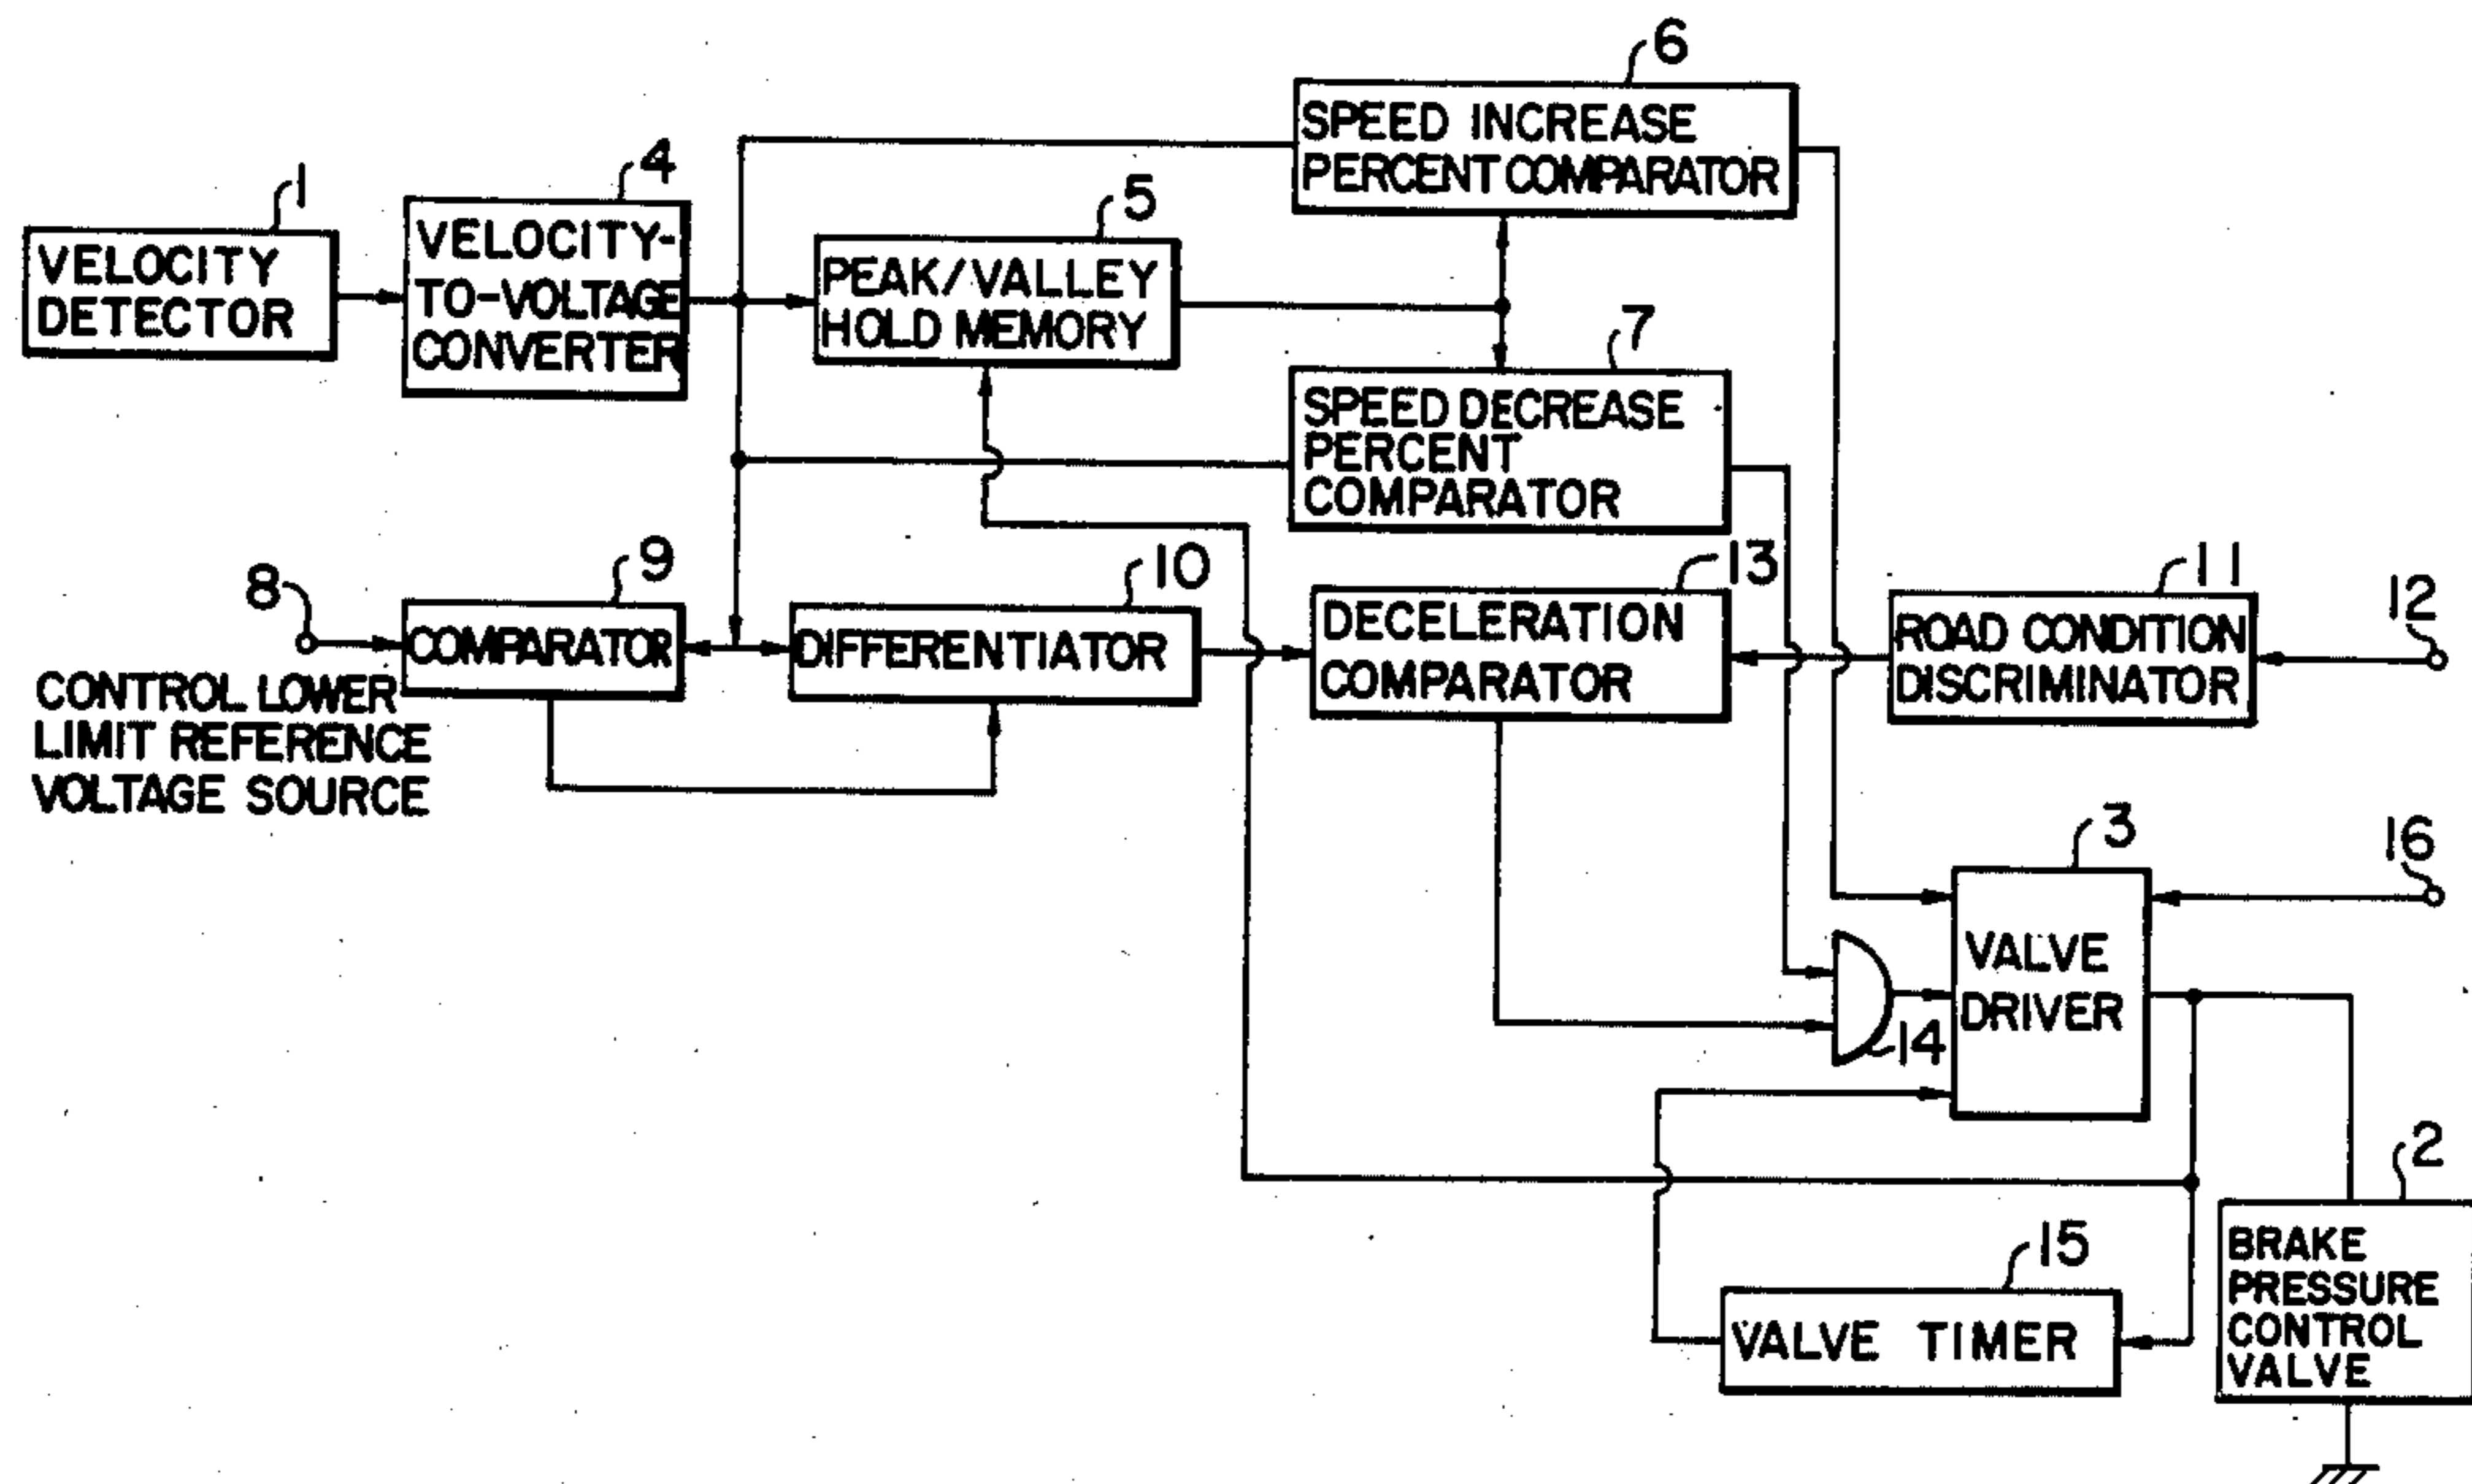 6
SPEED INCREASE
PERCENT COMPARATOR
1
VELOCITY
DETECTOR
4
VELOCITY-
TO-VOLTAGE
CONVERTER
5
PEAK/VALLEY
HOLD MEMORY
7
SPEED DECREASE
PERCENT
COMPARATOR
8
CONTROL LOWER
LIMIT REFERENCE
VOLTAGE SOURCE
9
COMPARATOR
10
DIFFERENTIATOR
13
DECELERATION
COMPARATOR
11
ROAD CONDITION
DISCRIMINATOR
12
3
VALVE
DRIVER
16
14
2
BRAKE
PRESSURE
CONTROL
VALVE
15
VALVE TIMER